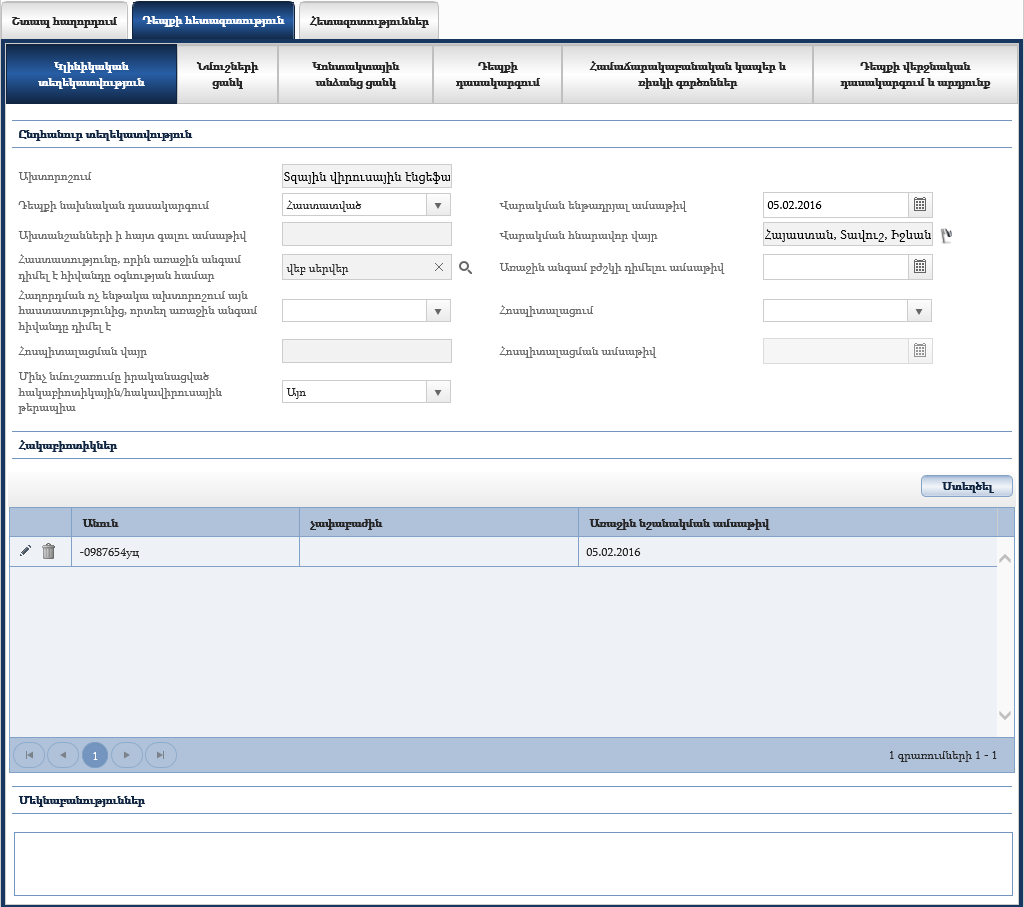 Շտապ հաղորդում
Դեպքի հետազոտություն
Հետազոտություններ
Կլինիկական
տեղեկատվություն
Նմուշների
ցանկ
Կոնտակտային
անձանց ցանկ
Դեպքի
դասակարգում
Համաճարակաբանական կապեր և
ռիսկի գործոններ
Դեպքի վերջնական
դասակարգում և արդյունք
Ընդհանուր տեղեկատվություն
Ախտորոշում
Տզային վիրուսային էնցեֆա
Դեպքի նախնական դասակարգում
Հաստատված
Վարակման ենթադրյալ ամսաթիվ
05.02.2016
Ախտանշանների ի հայտ գալու ամսաթիվ
Վարակման հնարավոր վայր
Հայաստան, Տավուշ, Իջևան
Հաստատությունը, որին առաջին անգամ
դիմել է հիվանդը օգնության համար
վեբ սերվեր
Առաջին անգամ բժշկի դիմելու ամսաթիվ
Հաղորդման ոչ ենթակա ախտորոշում այն
հաստատությունից, որտեղ առաջին անգամ
հիվանդը դիմել է
Հոսպիտալացում
Հոսպիտալացման վայր
Հոսպիտալացման ամսաթիվ
Մինչ նմուշառումը իրականացված
հակաբիոտիկային/հակավիրուսային
թերապիա
Այո
Հակաբիոտիկներ
Ստեղծել
Անուն
չափաբաժին
Առաջին նշանակման ամսաթիվ
-0987654уц
05.02.2016
1
1 գրառումների 1 - 1
Մեկնաբանություններ